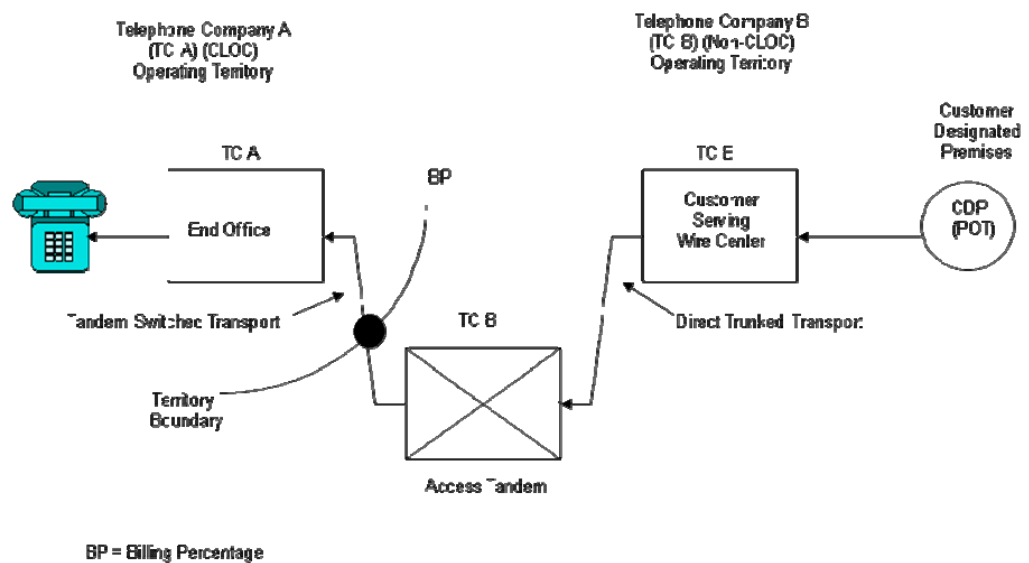 Telephone Company A
(TC A) (CLOC)
Operating Territory
Telephone Company B
(TC B) (Non-CLOC)
Operating Territory
Customer
Designated
Premises
TC A
BP
TC E
End Office
Customer
Serving
Wire Center
CDP
(POT)
Tandem Switched Transport
TC B
Direct Trunked Transport
Territory
Boundary
Access Tandem
BP = Billing Percentage